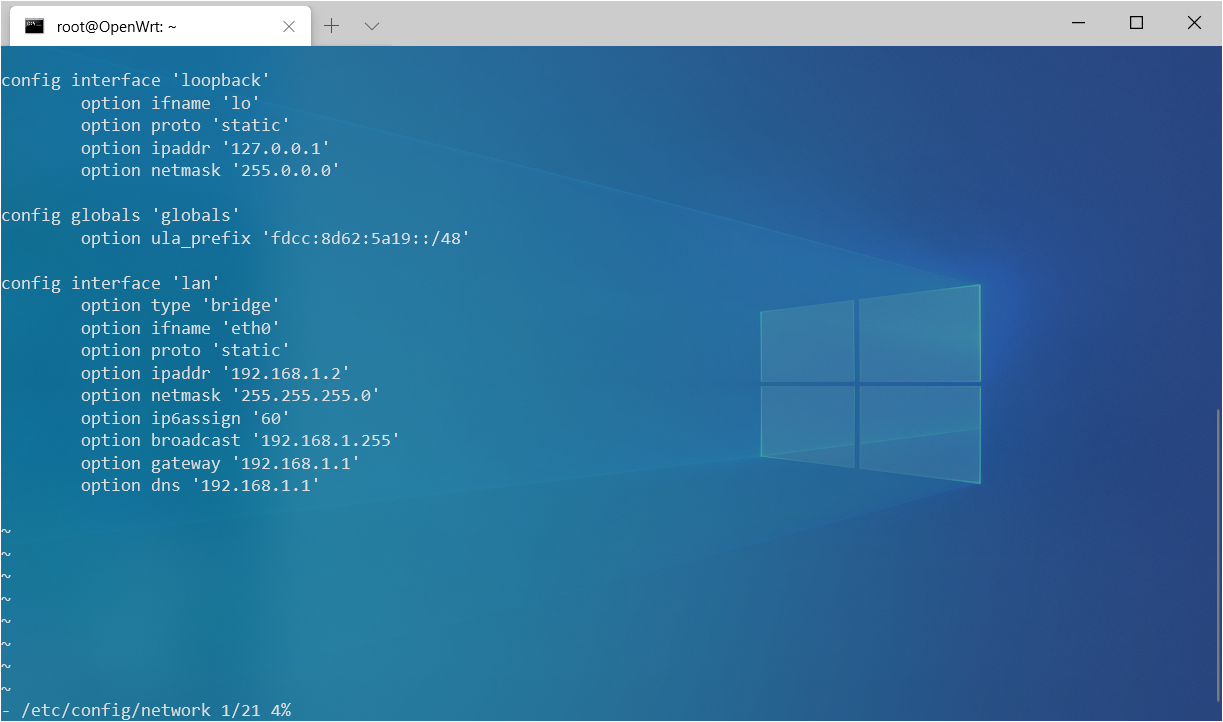 root@OpenWrt: ~
config interface 'loopback'
        option ifname 'lo'
        option proto 'static'
        option ipaddr '127.0.0.1'
        option netmask '255.0.0.0'

config globals 'globals'
        option ula_prefix 'fdcc:8d62:5a19::/48'

config interface 'lan'
        option type 'bridge'
        option ifname 'eth0'
        option proto 'static'
        option ipaddr '192.168.1.2'
        option netmask '255.255.255.0'
        option ip6assign '60'
        option broadcast '192.168.1.255'
        option gateway '192.168.1.1'
        option dns '192.168.1.1'

~
~
~
~
~
~
~
~
- /etc/config/network 1/21 4%